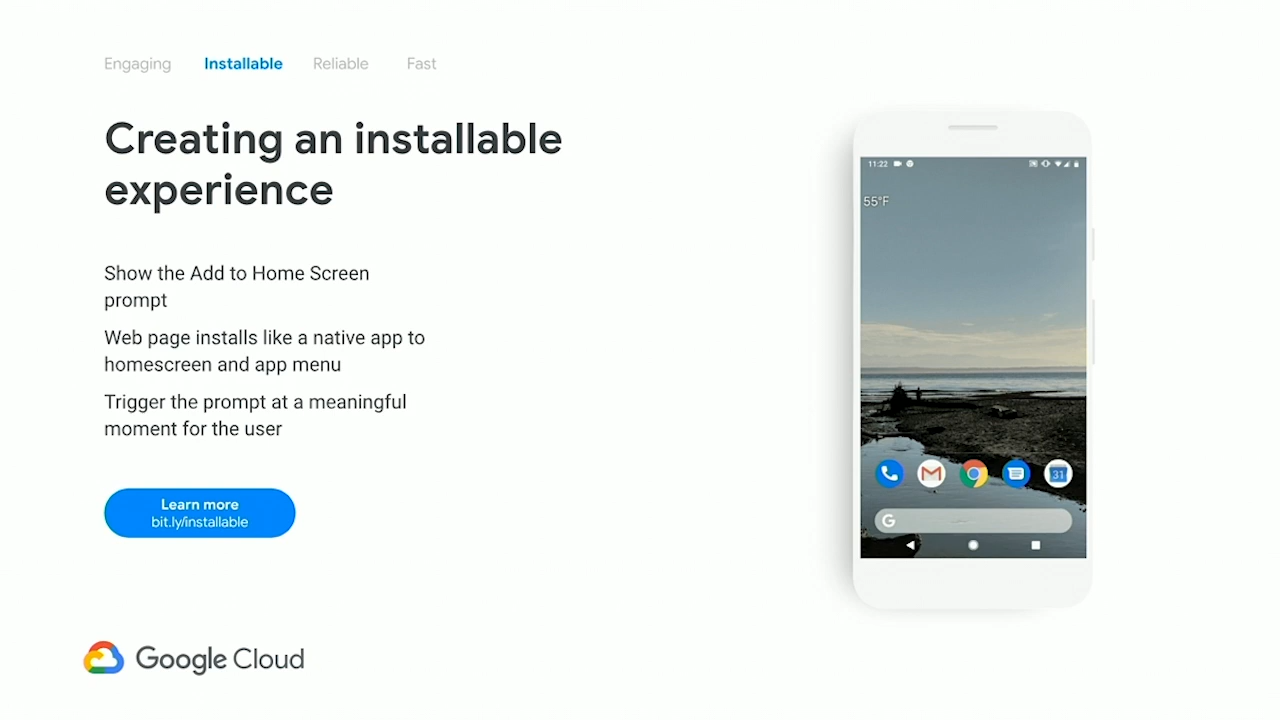 Engaging Installable Reliable Fast
Creating an installable
experience
Show the Add to Home Screen
prompt
Web page installs like a native app to
homescreen and app menu
Trigger the prompt at a meaningful
moment for the user
Learn more
bit.ly/installable
Google Cloud
11:22
55°F
31
G